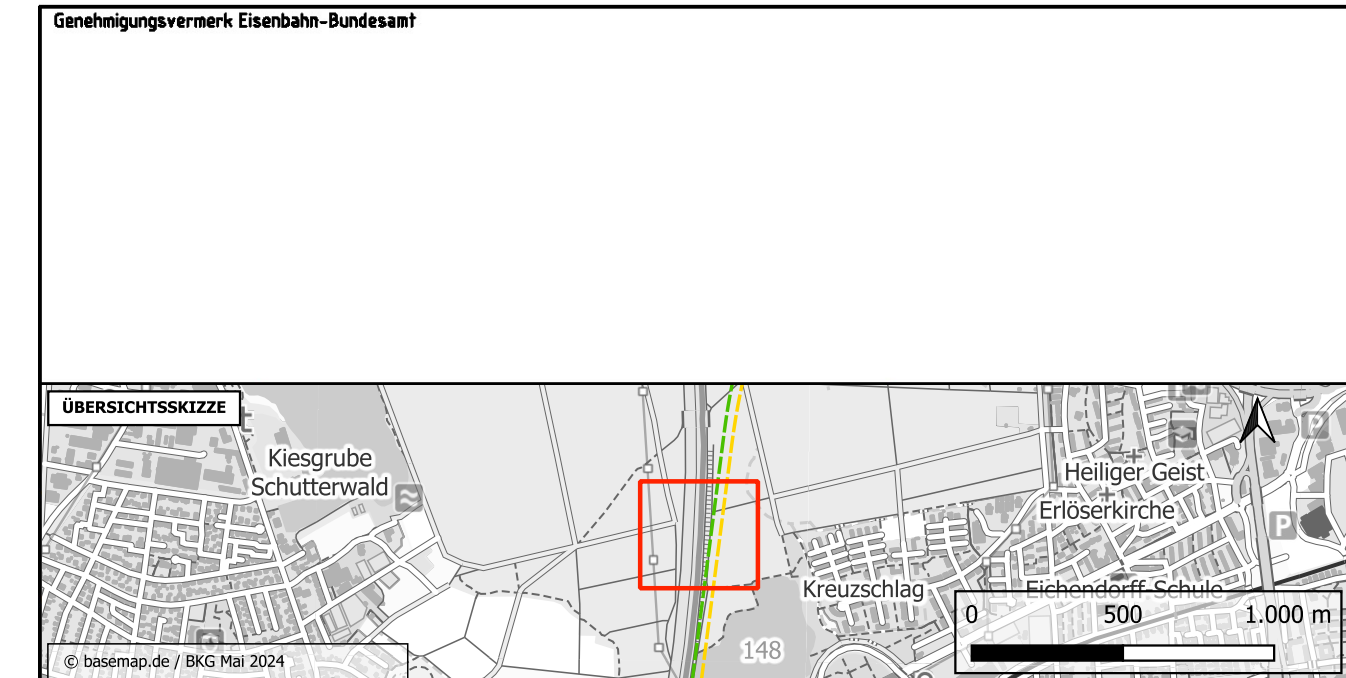 Genehmigungsvermerk Eisenbahn-Bundesamt
ÜBERSICHTSSKIZZE
Kiesgrube
Schutterwald
Heiliger Geist
Erlöserkirche
P
P
Kreuzschlag
Eichendorff-Schule
0 500 1.000 m
148
© basemap.de / BKG Mai 2024